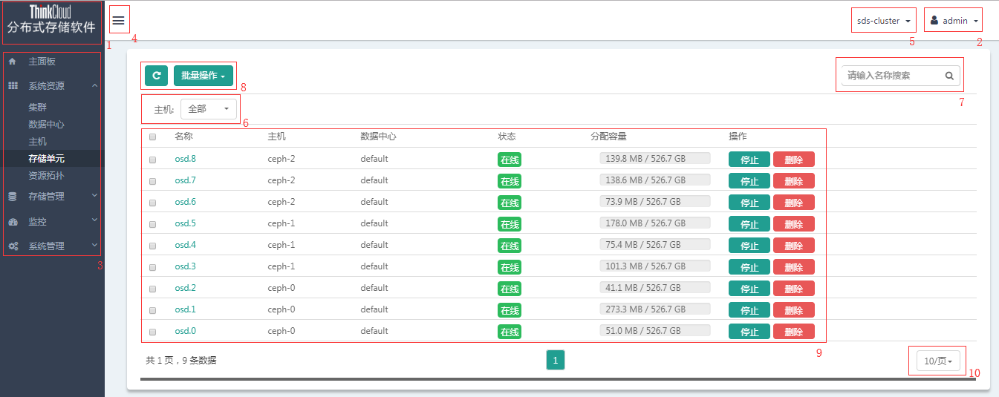 ThinkCloud
分布式存储软件
1
4
sds-cluster
5
admin
2
主面板
系统资源
集群
数据中心
主机
存储单元
资源拓扑
存储管理
监控
系统管理
3
批量操作
8
请输入名称搜索
7
主机: 全部
6
名称 主机 数据中心 状态 分配容量 操作
osd.8 ceph-2 default 在线 139.8 MB / 526.7 GB 停止 删除
osd.7 ceph-2 default 在线 138.6 MB / 526.7 GB 停止 删除
osd.6 ceph-2 default 在线 73.9 MB / 526.7 GB 停止 删除
osd.5 ceph-1 default 在线 178.0 MB / 526.7 GB 停止 删除
osd.4 ceph-1 default 在线 75.4 MB / 526.7 GB 停止 删除
osd.3 ceph-1 default 在线 101.3 MB / 526.7 GB 停止 删除
osd.2 ceph-0 default 在线 41.1 MB / 526.7 GB 停止 删除
osd.1 ceph-0 default 在线 273.3 MB / 526.7 GB 停止 删除
osd.0 ceph-0 default 在线 51.0 MB / 526.7 GB 停止 删除
9
共 1 页，9 条数据
1
10/页
10